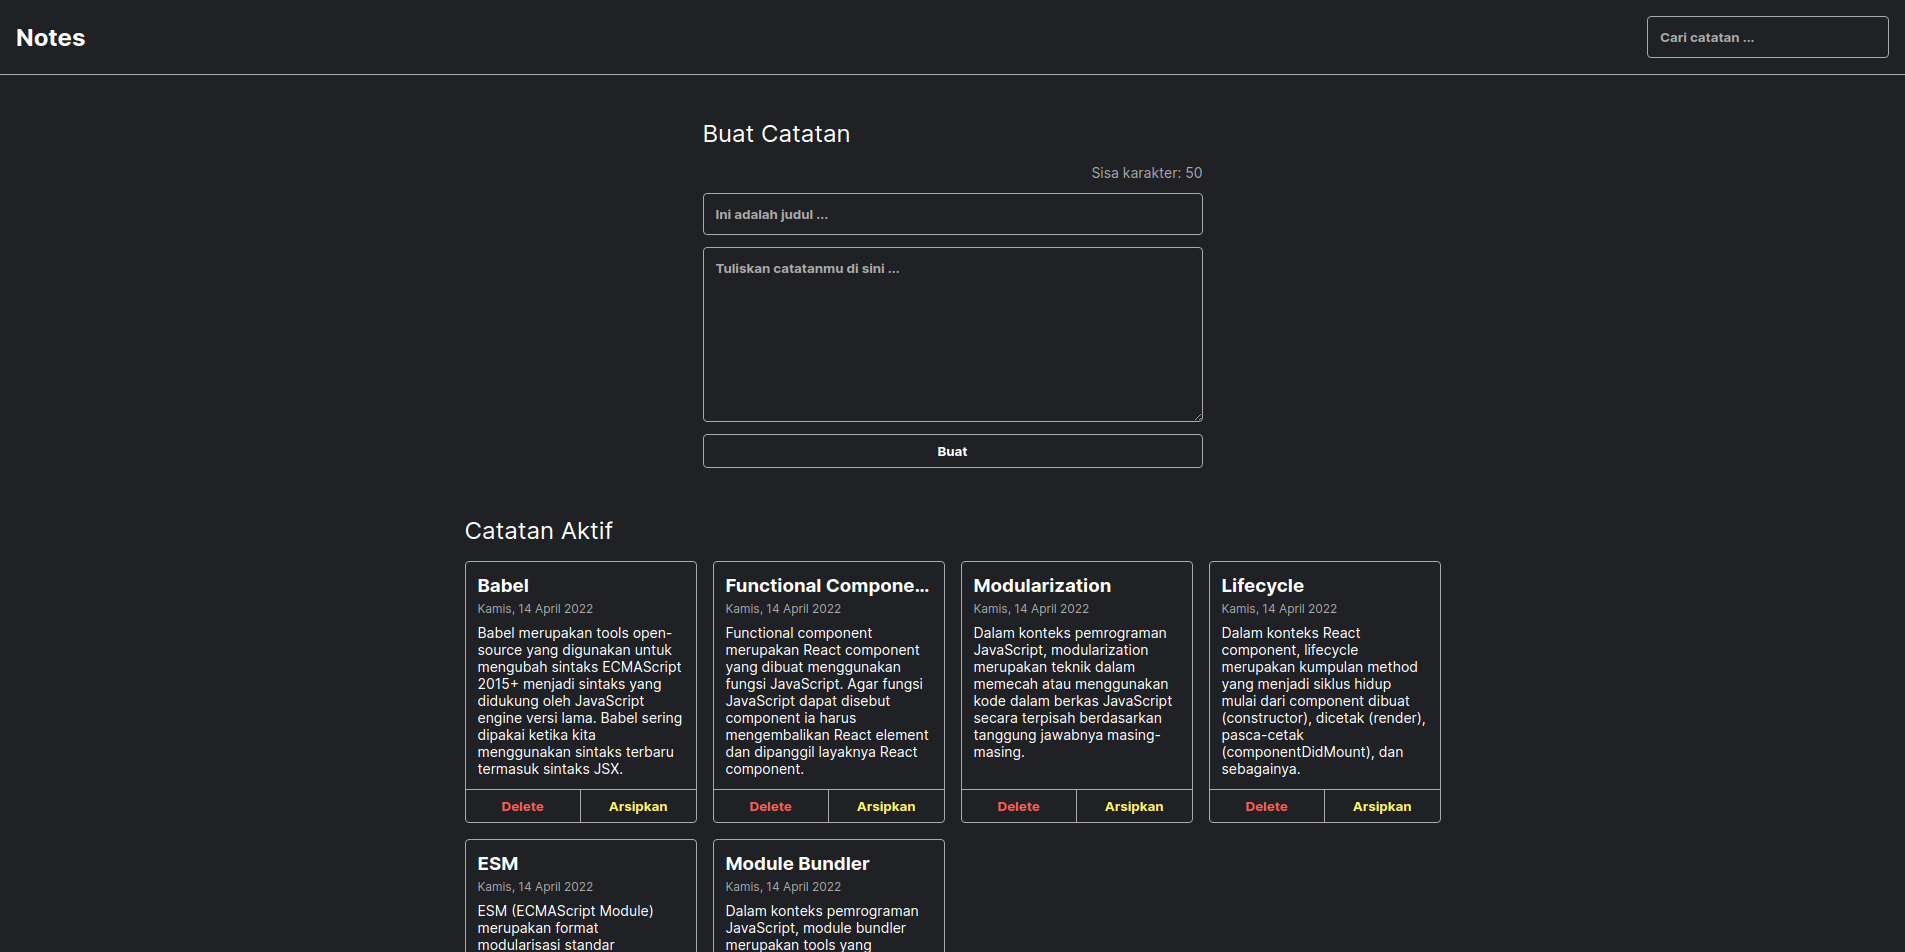 Notes
Cari catatan ...
Buat Catatan
Sisa karakter: 50
Ini adalah judul ...
Tuliskan catatanmu di sini ...
Buat
Catatan Aktif
Babel
Kamis, 14 April 2022
Babel merupakan tools open-
source yang digunakan untuk
mengubah sintaks ECMAScript
2015+ menjadi sintaks yang
didukung oleh JavaScript
engine versi lama. Babel sering
dipakai ketika kita
menggunakan sintaks terbaru
termasuk sintaks JSX.
Delete
Arsipkan
Functional Compone...
Kamis, 14 April 2022
Functional component
merupakan React component
yang dibuat menggunakan
fungsi JavaScript. Agar fungsi
JavaScript dapat disebut
component ia harus
mengembalikan React element
dan dipanggil layaknya React
component.
Delete
Arsipkan
Modularization
Kamis, 14 April 2022
Dalam konteks pemrograman
JavaScript, modularization
merupakan teknik dalam
memecah atau menggunakan
kode dalam berkas JavaScript
secara terpisah berdasarkan
tanggung jawabnya masing-
masing.
Delete
Arsipkan
Lifecycle
Kamis, 14 April 2022
Dalam konteks React
component, lifecycle
merupakan kumpulan method
yang menjadi siklus hidup
mulai dari component dibuat
(constructor), dicetak (render),
pasca-cetak
(componentDidMount), dan
sebagainya.
Delete
Arsipkan
ESM
Kamis, 14 April 2022
ESM (ECMAScript Module)
merupakan format
modularisasi standar
Module Bundler
Kamis, 14 April 2022
Dalam konteks pemrograman
JavaScript, module bundler
merupakan tools yang